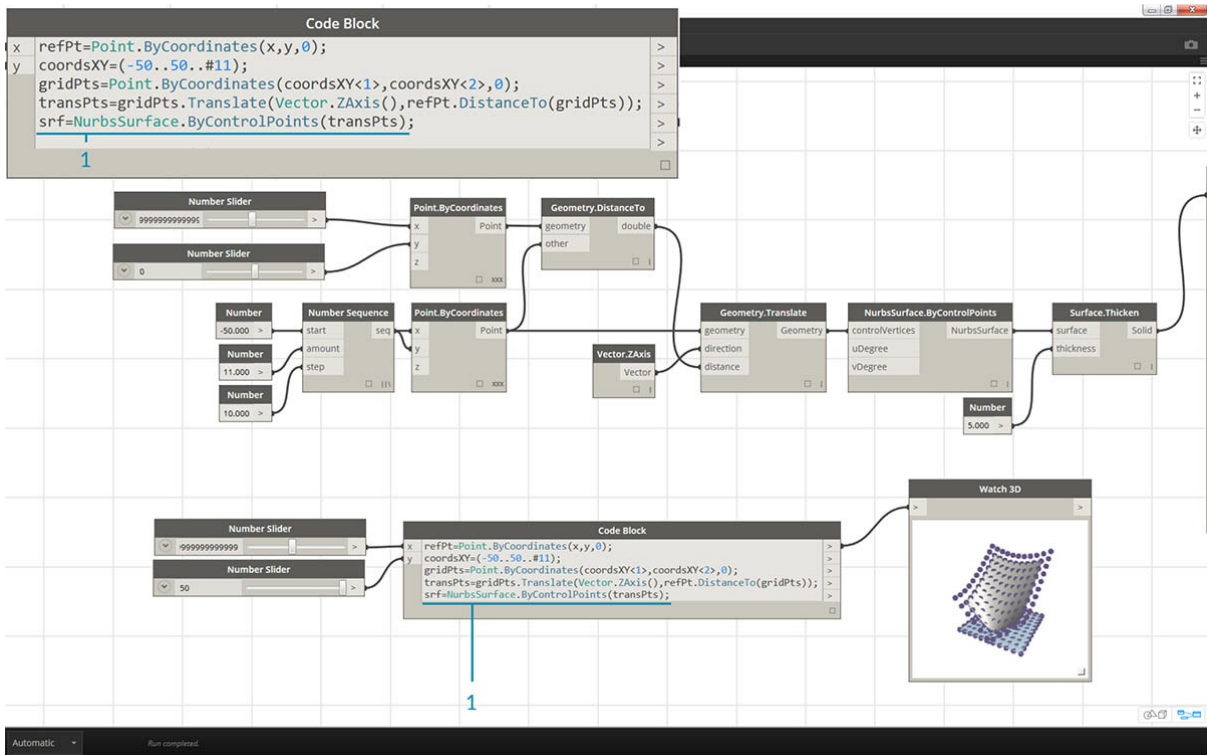 Code Block
x refPt=Point.ByCoordinates(x,y,0); >
y coordsXY=(-50..50..#11); >
gridPts=Point.ByCoordinates(coordsXY<1>,coordsXY<2>,0); >
transPts=gridPts.Translate(Vector.ZAxis(),refPt.DistanceTo(gridPts)); >
srf=NurbsSurface.ByControlPoints(transPts); >
>
1
Number Slider
99999999999999 >
Number Slider
0 >
Point.ByCoordinates
x Point
y
z
xxx
Geometry.DistanceTo
geometry double
other
Number
-50.000 >
Number
11.000 >
Number
10.000 >
Number Sequence
start seq
amount
step
Point.ByCoordinates
x Point
y
z
xxx
Vector.ZAxis
Vector
Geometry.Translate
geometry Geometry
direction
distance
NurbsSurface.ByControlPoints
controlVertices NurbsSurface
uDegree
vDegree
Surface.Thicken
surface Solid
thickness
Number
5.000 >
Number Slider
>
Number Slider
50 >
Code Block
x refPt=Point.ByCoordinates(x,y,0); >
y coordsXY=(-50..50..#11); >
gridPts=Point.ByCoordinates(coordsXY<1>,coordsXY<2>,0); >
transPts=gridPts.Translate(Vector.ZAxis(),refPt.DistanceTo(gridPts)); >
srf=NurbsSurface.ByControlPoints(transPts); >
1
Watch 3D
> >
Automatic
Run completed.